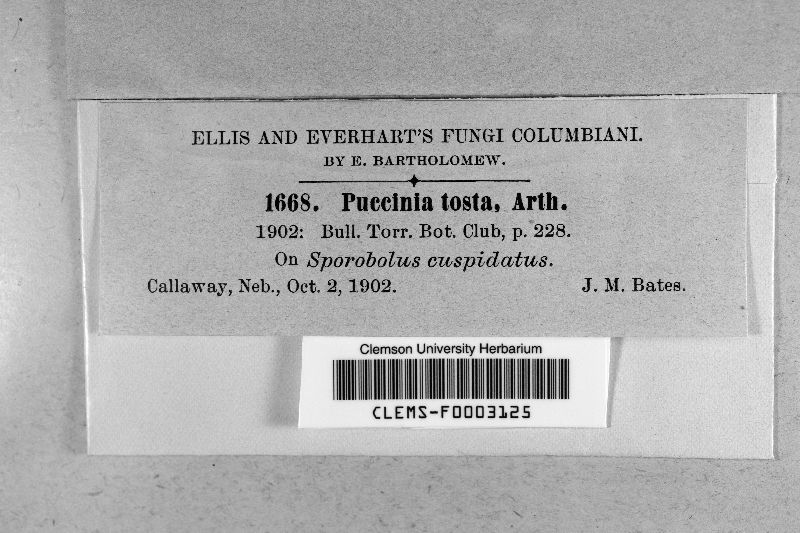 ELLIS AND EVERHART'S FUNGI COLUMBIANI.
BY E. BARTHOLOMEW.
1668. Puccinia tosta, Arth.
1902: Bull. Torr. Bot. Club, p. 228.
On Sporobolus cuspidatus.
Callaway, Neb., Oct. 2, 1902. J. M. Bates.
Clemson University Herbarium
CLEMS-F0003125